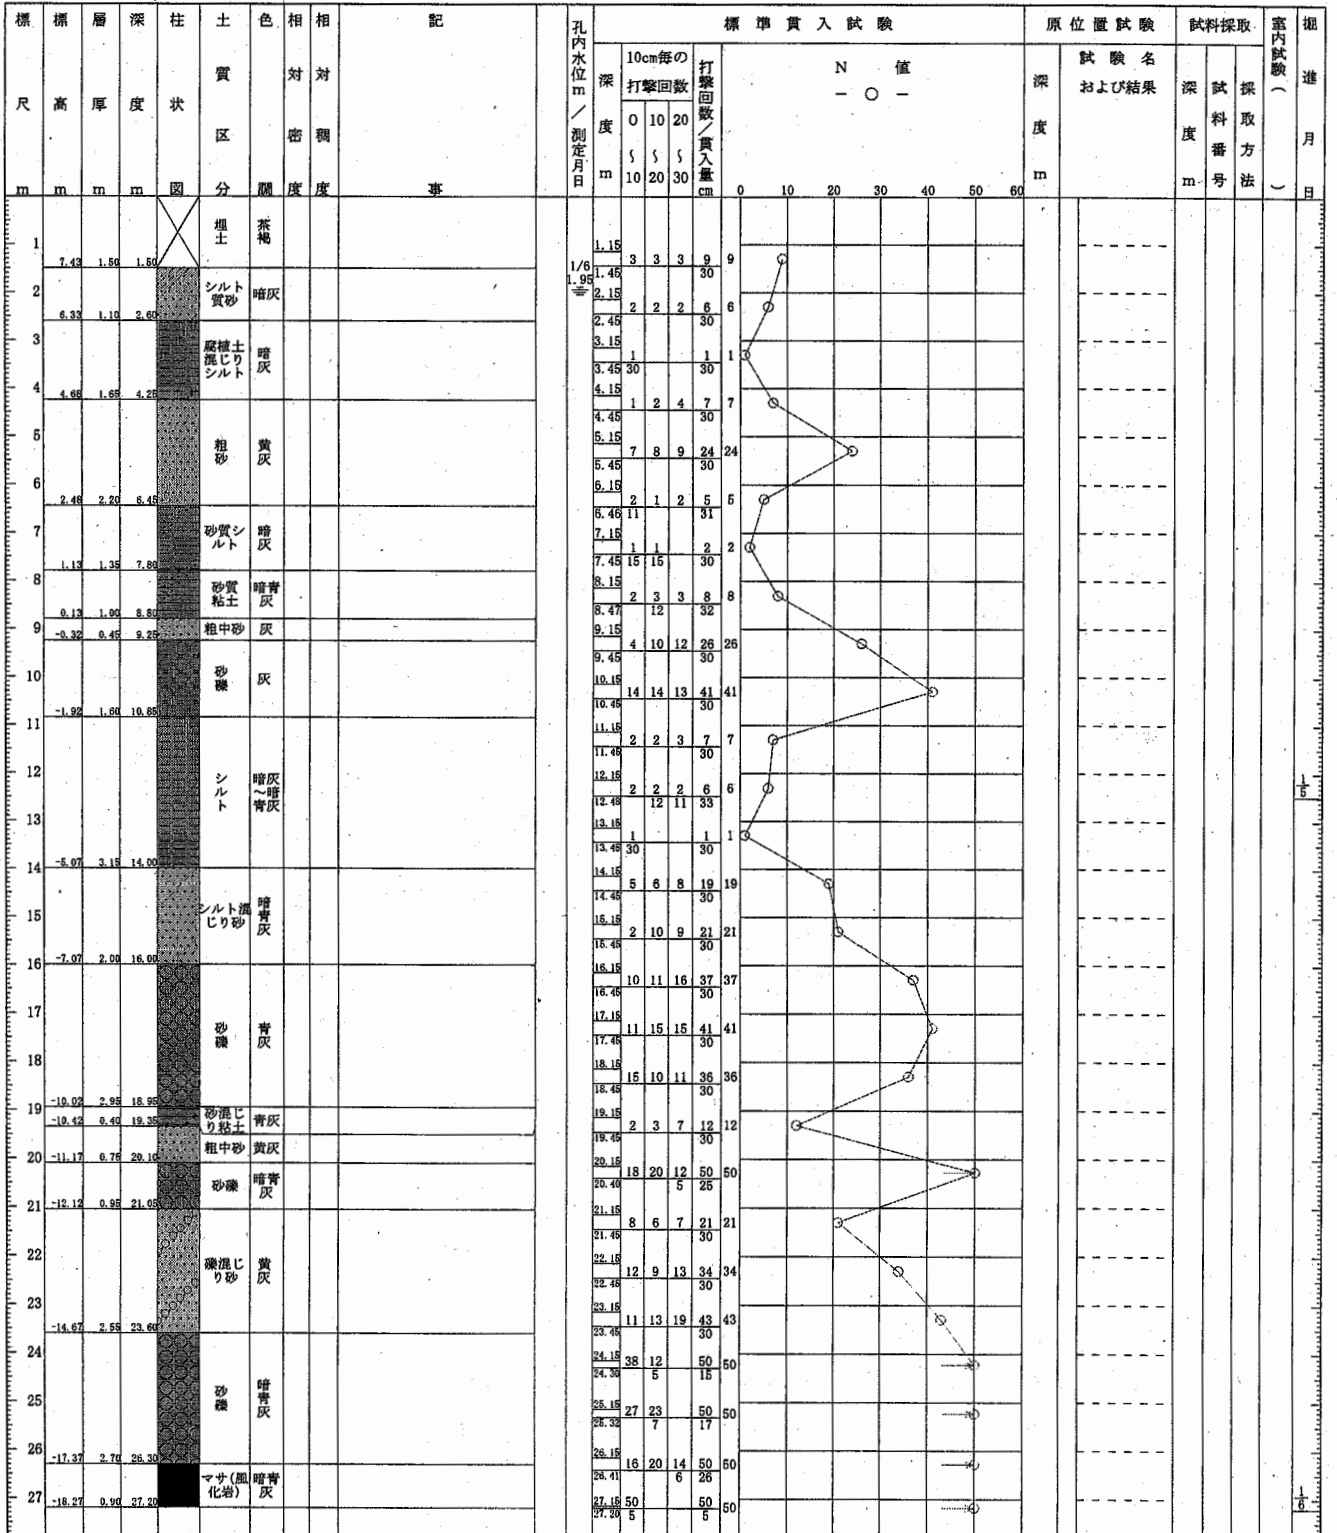 標尺 m
標高 m
層厚 m
深度 m
柱状図
土質区分
色調
相対密度
相対稠度
記事
孔内水位m／測定月日
標準貫入試験
深度 m
10cm毎の打撃回数
0 10 20
〜 〜 〜
10 20 30
打撃回数／貫入量 cm
N 値
0 10 20 30 40 50 60
原位置試験
深度 m
試験名および結果
試料採取
深度 m
試料番号
採取方法
室内試験（ ）
掘進月日
7.43 1.50 1.50 埋土 茶褐
6.33 1.10 2.60 シルト質砂 暗灰
4.68 1.65 4.25 腐植土混じりシルト 暗灰
2.48 2.20 6.45 粗砂 黄灰
1.13 1.35 7.80 砂質シルト 暗灰
0.13 1.00 8.80 砂質粘土 暗青灰
-0.32 0.45 9.25 粗中砂 灰
-1.92 1.60 10.85 砂礫 灰
-5.07 3.15 14.00 シルト 暗灰〜暗青灰
-7.07 2.00 16.00 シルト混じり砂 暗青灰
-10.02 2.95 18.95 砂礫 青灰
-10.42 0.40 19.35 砂混じり粘土 青灰
-11.17 0.75 20.10 粗中砂 黄灰
-12.12 0.95 21.05 砂礫 暗青灰
-14.67 2.55 23.60 礫混じり砂 黄灰
-17.37 2.70 26.30 砂礫 暗青灰
-18.27 0.90 27.20 マサ(風化岩) 暗青灰
1
2
3
4
5
6
7
8
9
10
11
12
13
14
15
16
17
18
19
20
21
22
23
24
25
26
27
1/6
1.95
1.15
3 3 3 9 9
1.45 30
2.15
2 2 2 6 6
2.45 30
3.15
1 1 1
3.45 30 30
4.15
1 2 4 7 7
4.45 30
5.15
7 8 9 24 24
5.45 30
6.15
2 1 2 5 5
6.46 11 31
7.15
1 1 2 2
7.45 15 15 30
8.15
2 3 3 8 8
8.47 12 32
9.15
4 10 12 26 26
9.45 30
10.15
14 14 13 41 41
10.45 30
11.15
2 2 3 7 7
11.45 30
12.15
2 2 2 6 6
12.48 12 11 33
13.15
1 1 1
13.45 30 30
14.15
5 6 8 19 19
14.45 30
15.15
2 10 9 21 21
15.45 30
16.15
10 11 16 37 37
16.45 30
17.15
11 15 15 41 41
17.45 30
18.15
15 10 11 36 36
18.45 30
19.15
2 3 7 12 12
19.45 30
20.15
18 20 12 50 50
20.40 5 25
21.15
8 6 7 21 21
21.45 30
22.15
12 9 13 34 34
22.45 30
23.15
11 13 19 43 43
23.45 30
24.15
38 12 50 50
24.30 5 15
25.15
27 23 50 50
25.32 7 17
26.15
16 20 14 50 50
26.41 6 26
27.15 50 50 50
27.20 5 5
1/5
1/6